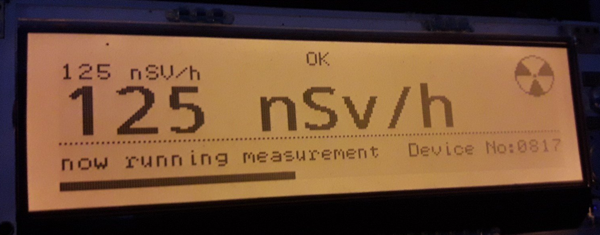 OK
125 nSV/h
125 nSv/h
now running measurement Device No:0817